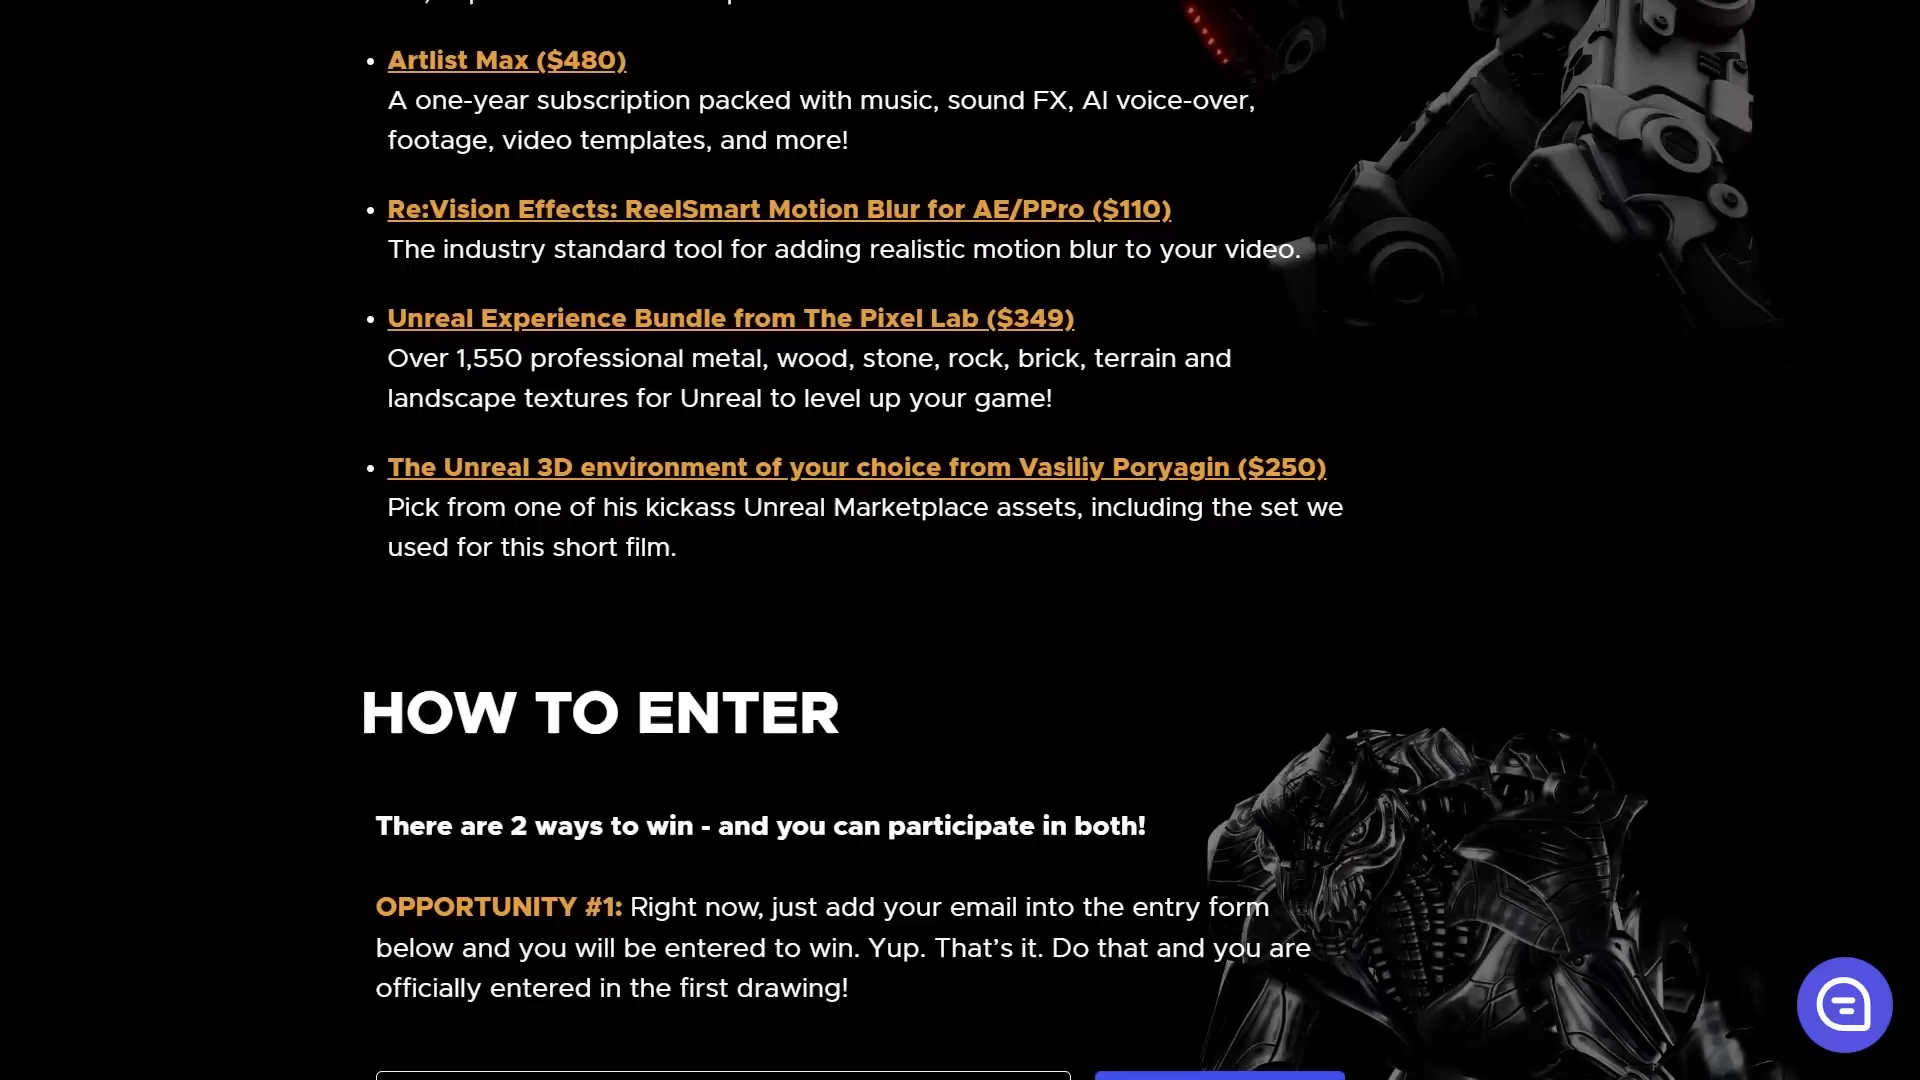 Artlist Max ($480)
A one-year subscription packed with music, sound FX, AI voice-over,
footage, video templates, and more!
Re:Vision Effects: ReelSmart Motion Blur for AE/PPro ($110)
The industry standard tool for adding realistic motion blur to your video.
Unreal Experience Bundle from The Pixel Lab ($349)
Over 1,550 professional metal, wood, stone, rock, brick, terrain and
landscape textures for Unreal to level up your game!
The Unreal 3D environment of your choice from Vasiliy Poryagin ($250)
Pick from one of his kickass Unreal Marketplace assets, including the set we
used for this short film.
HOW TO ENTER
There are 2 ways to win - and you can participate in both!
OPPORTUNITY #1: Right now, just add your email into the entry form
below and you will be entered to win. Yup. That’s it. Do that and you are
officially entered in the first drawing!